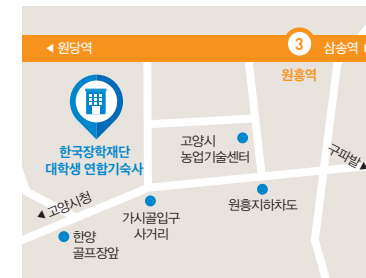 ◀ 원당역
3
삼송역
원흥역
한국장학재단
대학생 연합기숙사
고양시
농업기술센터
구파발▶
◀ 고양시청
가시골입구
사거리
원흥지하차도
한양
골프장앞